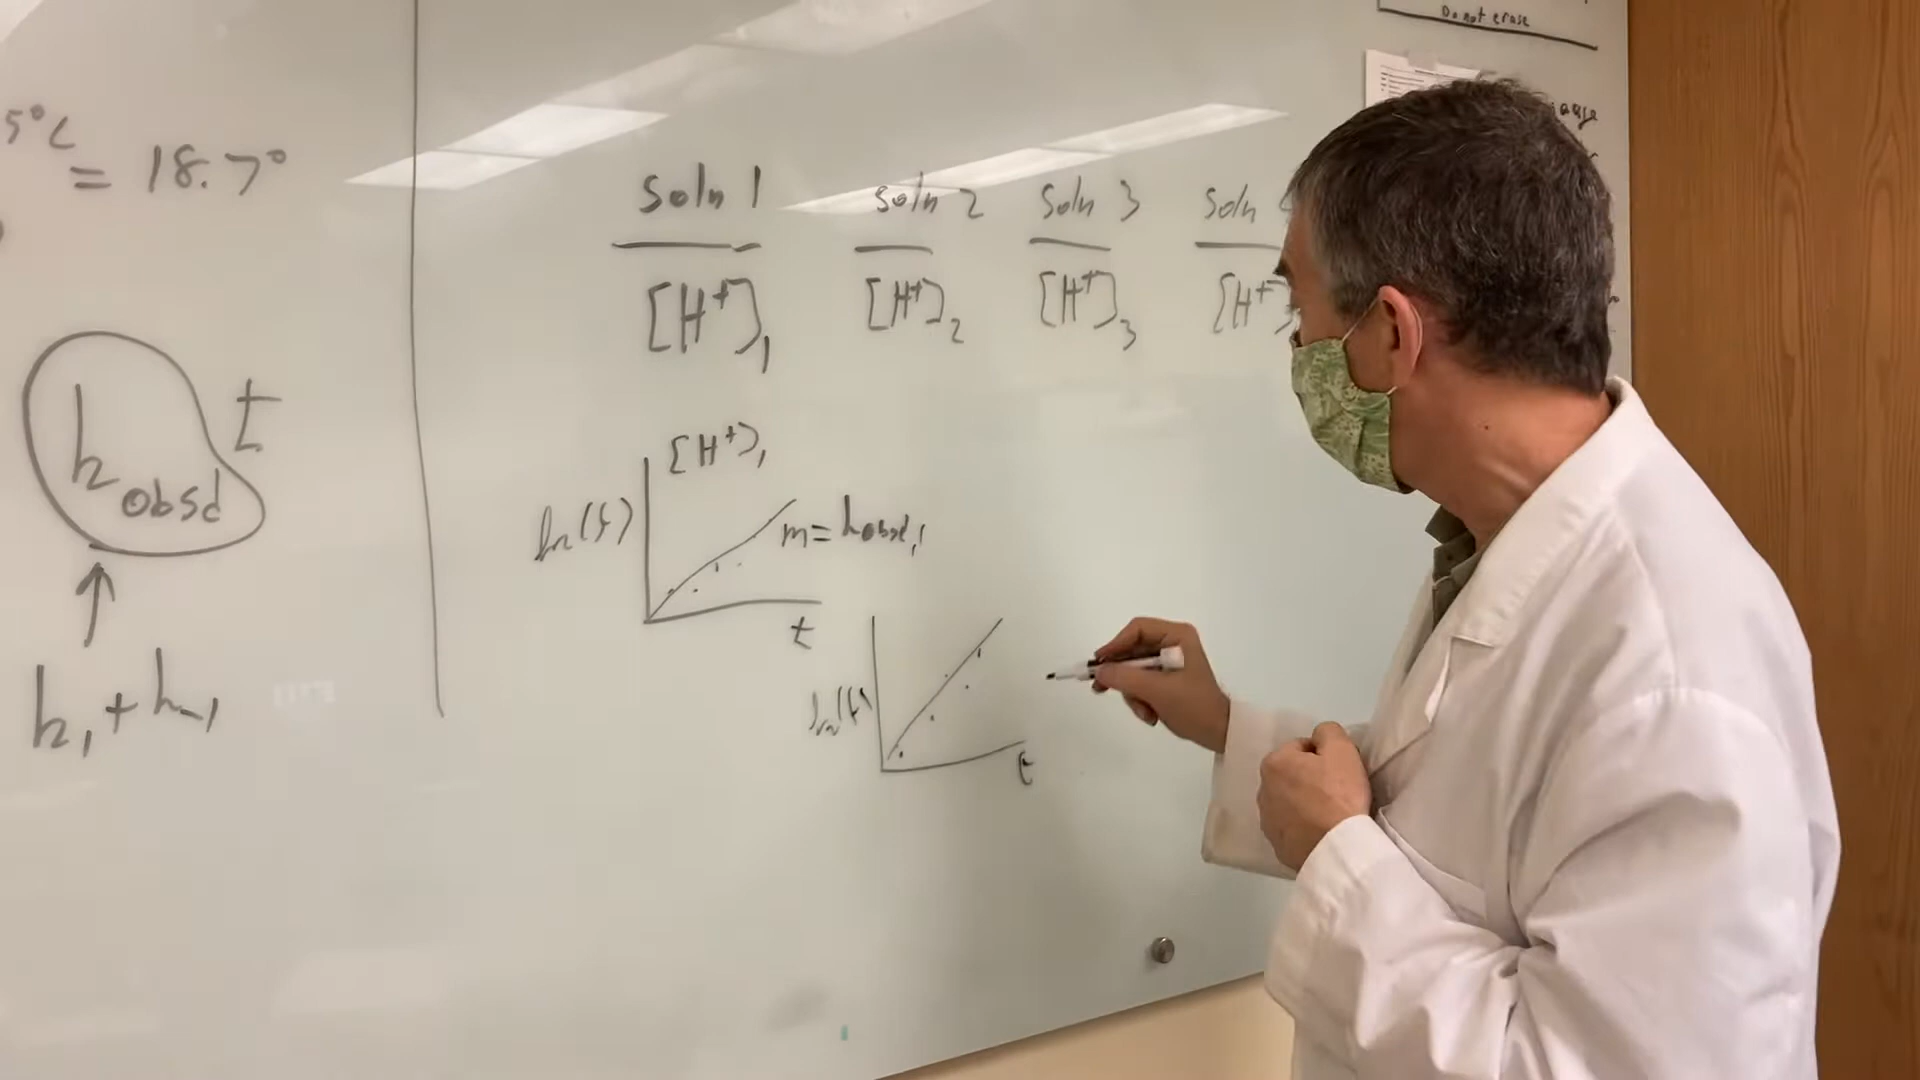 Do not erase
5°C
= 18.7°
Soln 1
soln 2
Soln 3
Soln
[H⁺]₁
[H⁺]₂
[H⁺]₃
[H⁺
k obsd t
k₁ + k₋₁
[H⁺]₁
ln(f)
m = kobsd,1
t
ln(f)
t